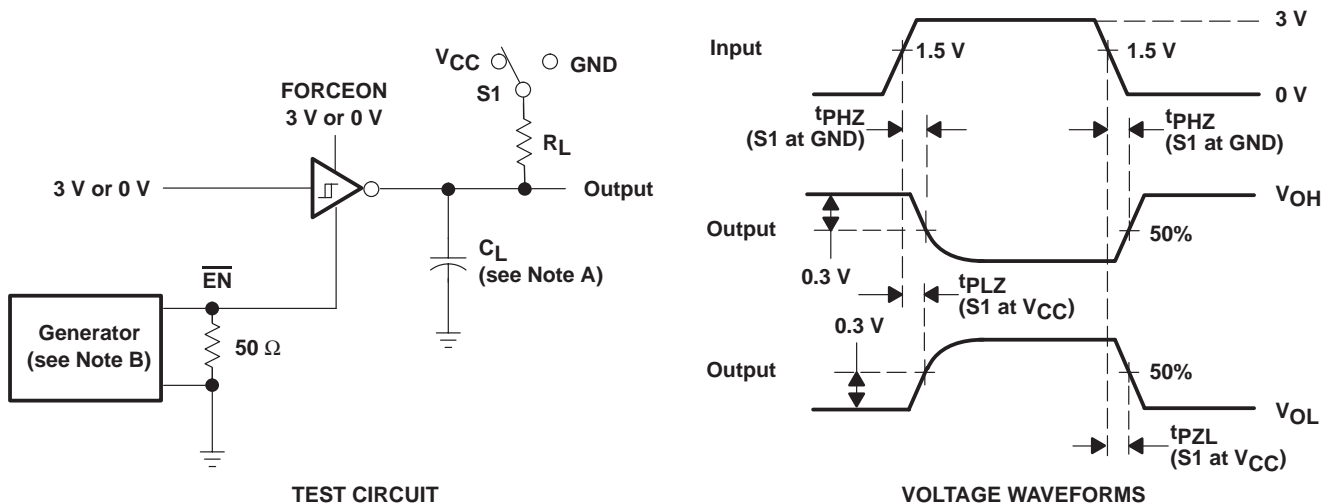 VCC
GND
S1
FORCEON
3 V or 0 V
RL
3 V or 0 V
Output
CL
(see Note A)
EN
Generator
(see Note B)
50 Ω
TEST CIRCUIT
3 V
Input
1.5 V
1.5 V
0 V
tPHZ
(S1 at GND)
tPHZ
(S1 at GND)
VOH
Output
50%
0.3 V
tPLZ
(S1 at VCC)
0.3 V
Output
50%
VOL
tPZL
(S1 at VCC)
VOLTAGE WAVEFORMS